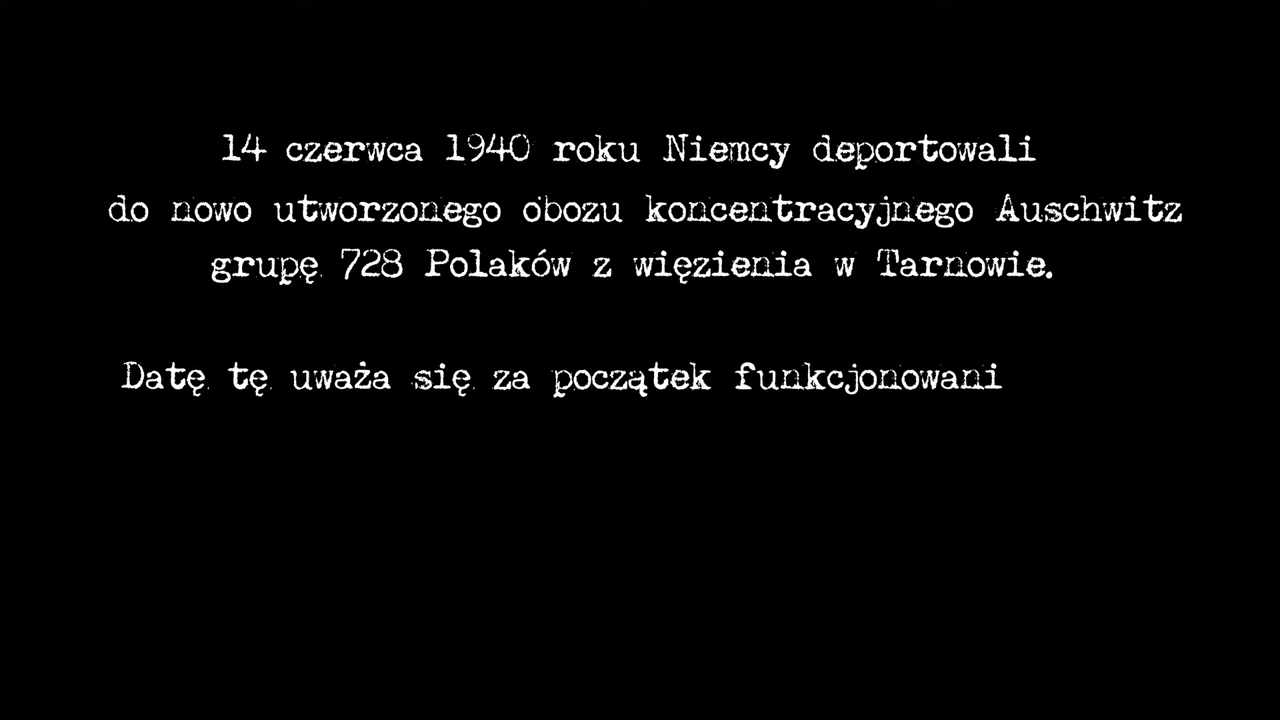 14 czerwca 1940 roku Niemcy deportowali
do nowo utworzonego obozu koncentracyjnego Auschwitz
grupę 728 Polaków z więzienia w Tarnowie.
Datę tę uważa się za początek funkcjonowani